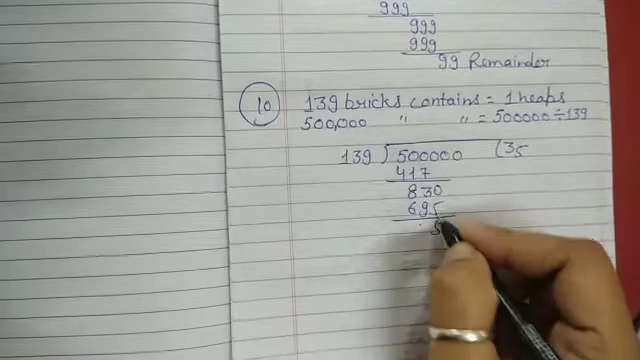 999
999
999
99 Remainder
10 139 bricks contains = 1 heaps
500,000 " " = 500000 ÷ 139
139 ) 500000 ( 35
417
830
695
5